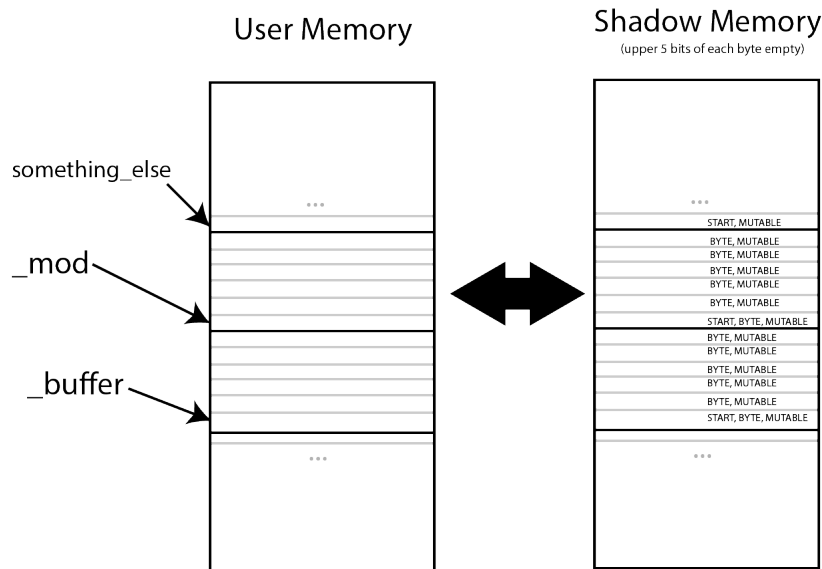 User Memory
Shadow Memory
(upper 5 bits of each byte empty)
something_else
_mod
_buffer
...
...
...
START, MUTABLE
BYTE, MUTABLE
BYTE, MUTABLE
BYTE, MUTABLE
BYTE, MUTABLE
BYTE, MUTABLE
START, BYTE, MUTABLE
BYTE, MUTABLE
BYTE, MUTABLE
BYTE, MUTABLE
BYTE, MUTABLE
BYTE, MUTABLE
START, BYTE, MUTABLE
...